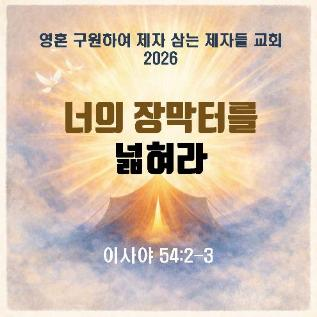 영혼 구원하여 제자 삼는 제자들 교회
2026
너의 장막터를
넓혀라
이사야 54:2-3